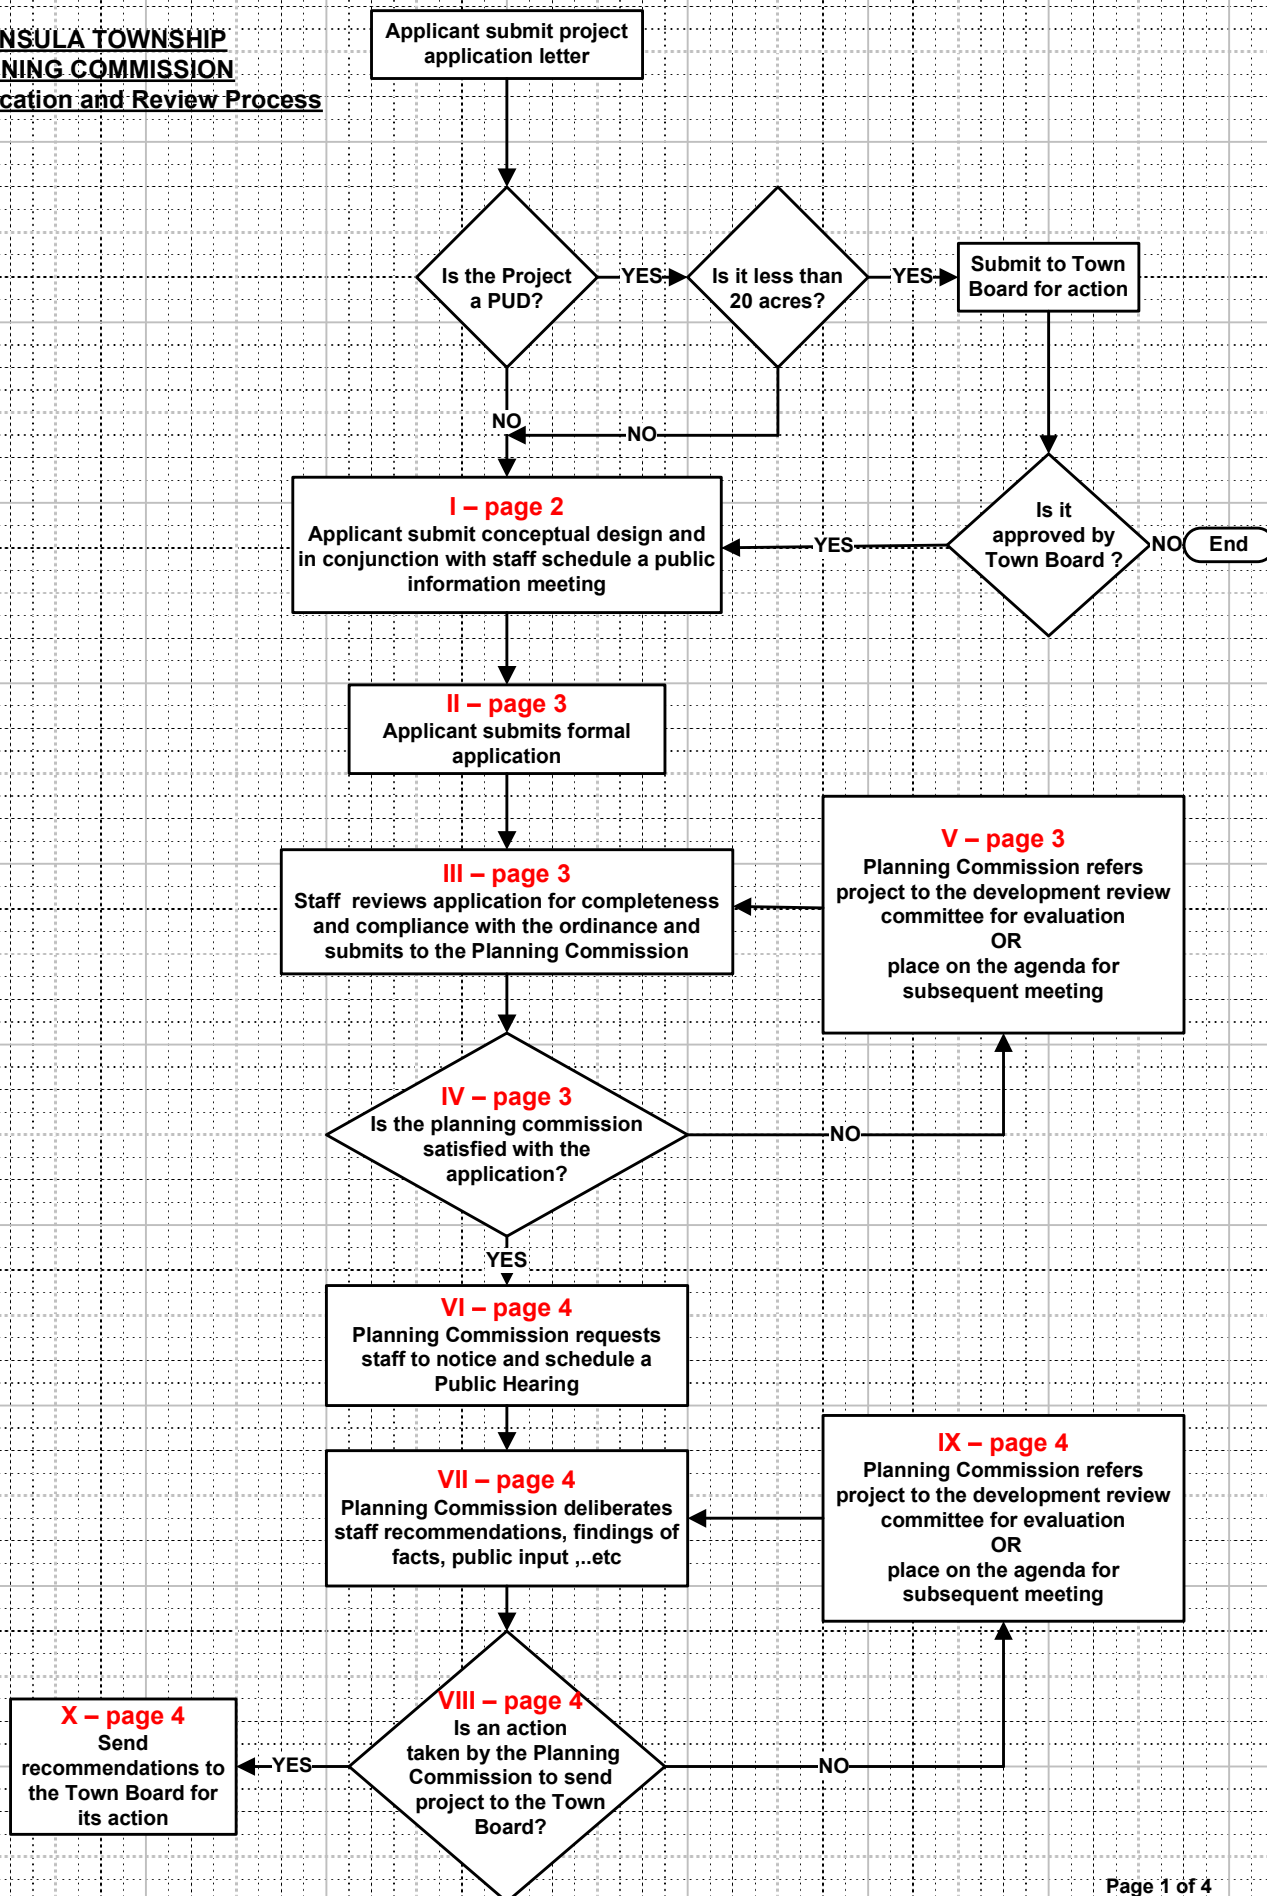 NSULA TOWNSHIP
NING COMMISSION
cation and Review Process
Applicant submit project
application letter
Is the Project
a PUD?
YES
Is it less than
20 acres?
YES
Submit to Town
Board for action
NO
NO
I – page 2
Applicant submit conceptual design and
in conjunction with staff schedule a public
information meeting
YES
Is it
approved by
Town Board ?
NO
End
II – page 3
Applicant submits formal
application
III – page 3
Staff reviews application for completeness
and compliance with the ordinance and
submits to the Planning Commission
V – page 3
Planning Commission refers
project to the development review
committee for evaluation
OR
place on the agenda for
subsequent meeting
IV – page 3
Is the planning commission
satisfied with the
application?
NO
YES
VI – page 4
Planning Commission requests
staff to notice and schedule a
Public Hearing
VII – page 4
Planning Commission deliberates
staff recommendations, findings of
facts, public input ,..etc
IX – page 4
Planning Commission refers
project to the development review
committee for evaluation
OR
place on the agenda for
subsequent meeting
VIII – page 4
Is an action
taken by the Planning
Commission to send
project to the Town
Board?
NO
YES
X – page 4
Send
recommendations to
the Town Board for
its action
Page 1 of 4